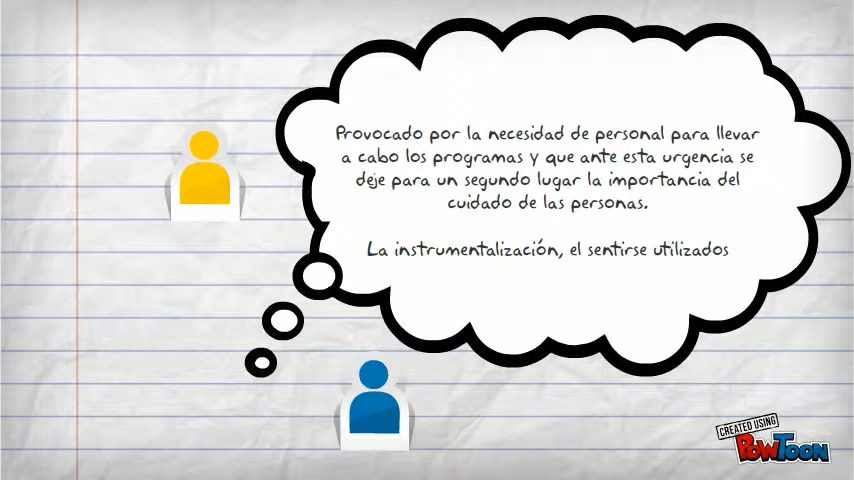 Provocado por la necesidad de personal para llevar
a cabo los programas y que ante esta urgencia se
deje para un segundo lugar la importancia del
cuidado de las personas.
La instrumentalización, el sentirse utilizados
CREATED USING
POWTOON